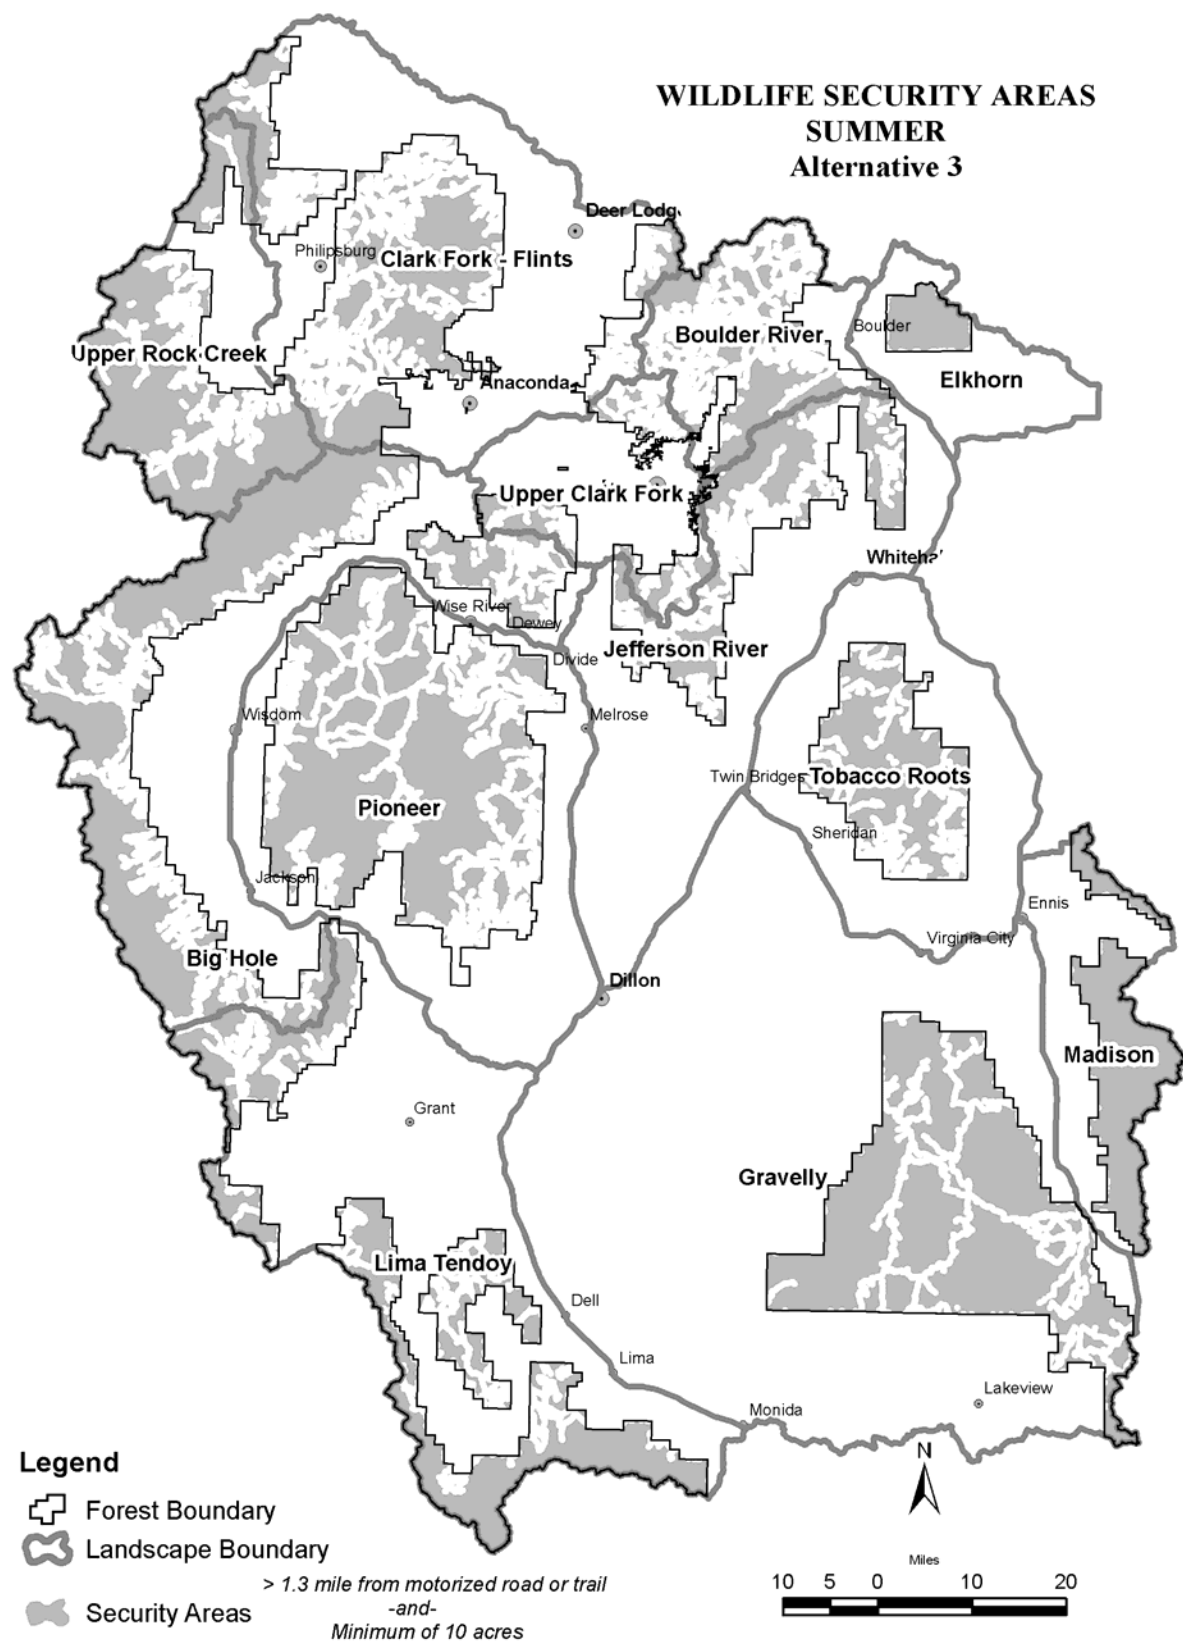 WILDLIFE SECURITY AREAS
SUMMER
Alternative 3
Deer Lodg
Philipsburg
Clark Fork - Flints
Boulder River
Boulder
Upper Rock Creek
Anaconda
Elkhorn
Upper Clark Fork
Whiteha
Wise River
Dewey
Divide
Jefferson River
Wisdom
Melrose
Twin Bridges
Tobacco Roots
Pioneer
Sheridan
Jackson
Ennis
Virginia City
Big Hole
Dillon
Madison
Grant
Gravelly
Lima Tendoy
Dell
Lima
Lakeview
Monida
N
Legend
Forest Boundary
Landscape Boundary
Security Areas
> 1.3 mile from motorized road or trail
-and-
Minimum of 10 acres
Miles
10 5 0 10 20